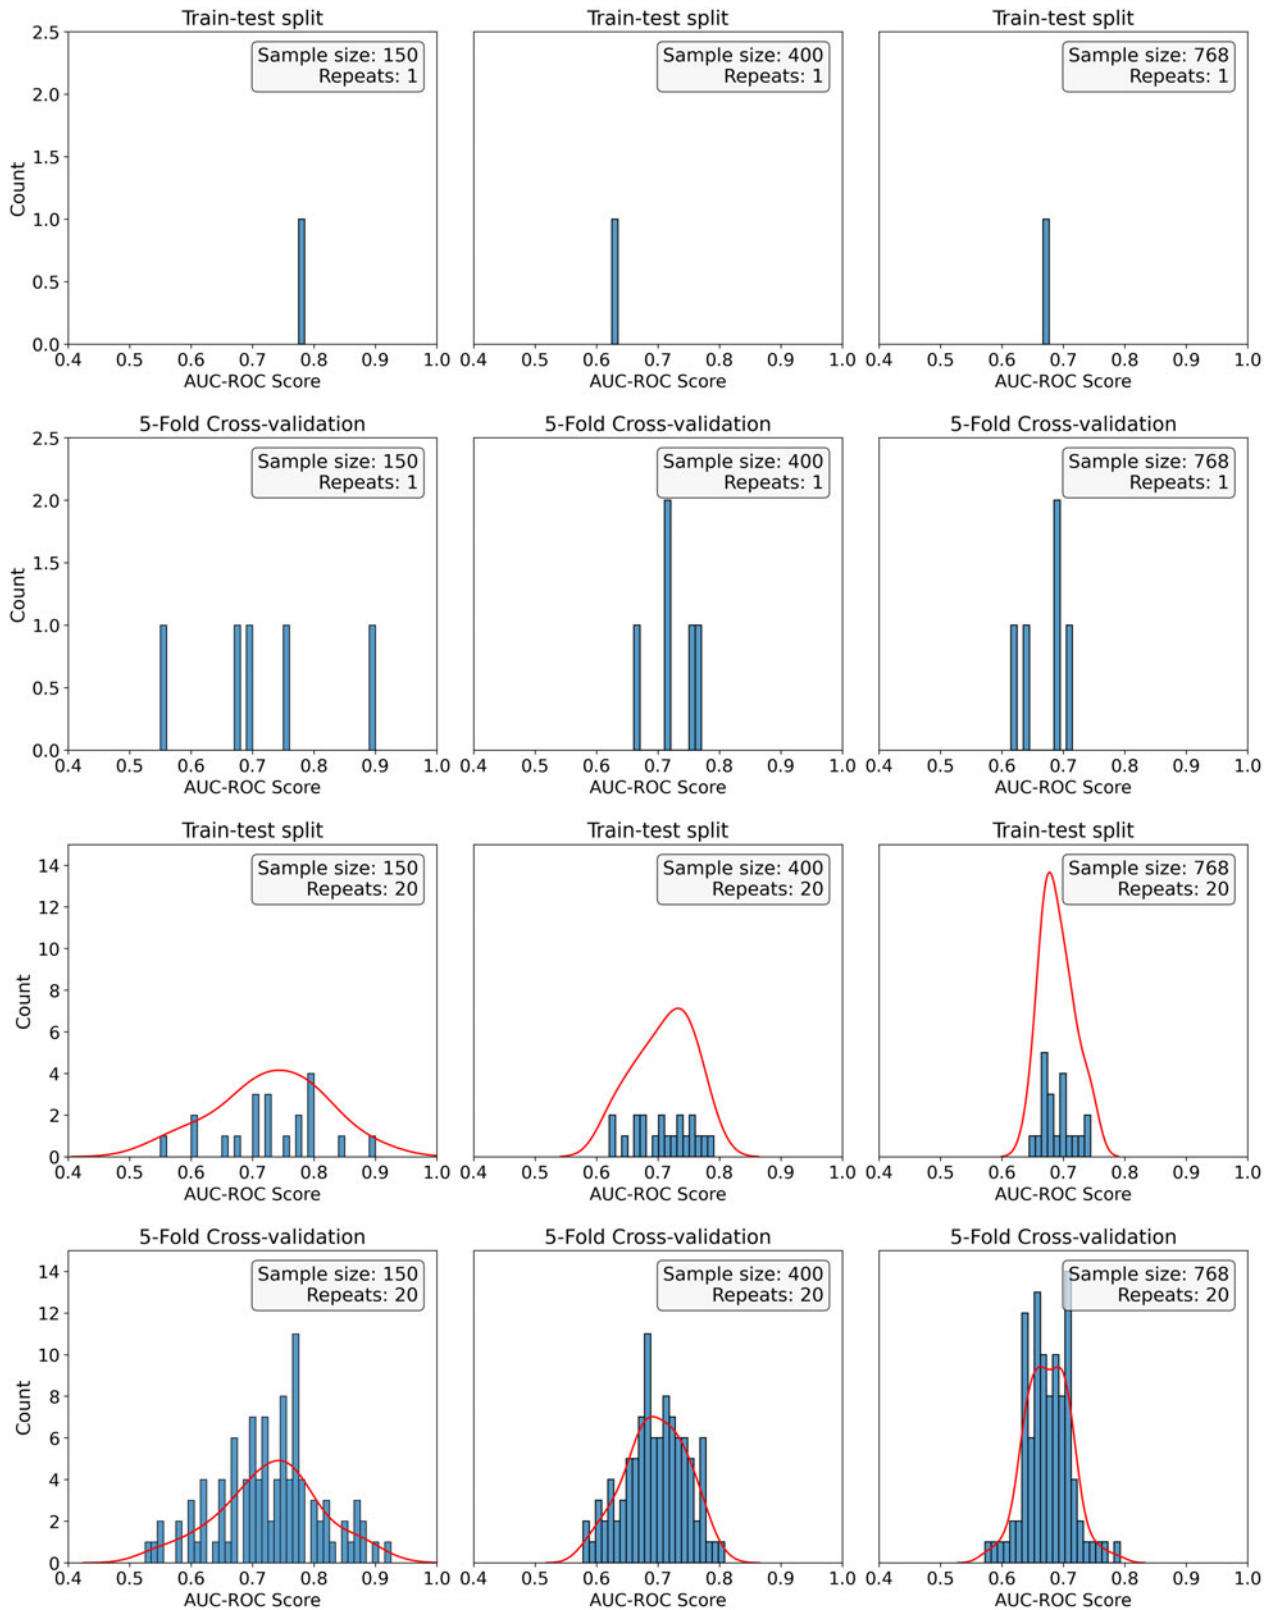 Train-test split
Train-test split
Train-test split
Sample size: 150
Repeats: 1
Sample size: 400
Repeats: 1
Sample size: 768
Repeats: 1
Count
2.5
2.0
1.5
1.0
0.5
0.0
0.4 0.5 0.6 0.7 0.8 0.9 1.0
0.4 0.5 0.6 0.7 0.8 0.9 1.0
0.4 0.5 0.6 0.7 0.8 0.9 1.0
AUC-ROC Score
AUC-ROC Score
AUC-ROC Score
5-Fold Cross-validation
5-Fold Cross-validation
5-Fold Cross-validation
Sample size: 150
Repeats: 1
Sample size: 400
Repeats: 1
Sample size: 768
Repeats: 1
Count
2.5
2.0
1.5
1.0
0.5
0.0
0.4 0.5 0.6 0.7 0.8 0.9 1.0
0.4 0.5 0.6 0.7 0.8 0.9 1.0
0.4 0.5 0.6 0.7 0.8 0.9 1.0
AUC-ROC Score
AUC-ROC Score
AUC-ROC Score
Train-test split
Train-test split
Train-test split
Sample size: 150
Repeats: 20
Sample size: 400
Repeats: 20
Sample size: 768
Repeats: 20
Count
14
12
10
8
6
4
2
0
0.4 0.5 0.6 0.7 0.8 0.9 1.0
0.4 0.5 0.6 0.7 0.8 0.9 1.0
0.4 0.5 0.6 0.7 0.8 0.9 1.0
AUC-ROC Score
AUC-ROC Score
AUC-ROC Score
5-Fold Cross-validation
5-Fold Cross-validation
5-Fold Cross-validation
Sample size: 150
Repeats: 20
Sample size: 400
Repeats: 20
Sample size: 768
Repeats: 20
Count
14
12
10
8
6
4
2
0
0.4 0.5 0.6 0.7 0.8 0.9 1.0
0.4 0.5 0.6 0.7 0.8 0.9 1.0
0.4 0.5 0.6 0.7 0.8 0.9 1.0
AUC-ROC Score
AUC-ROC Score
AUC-ROC Score